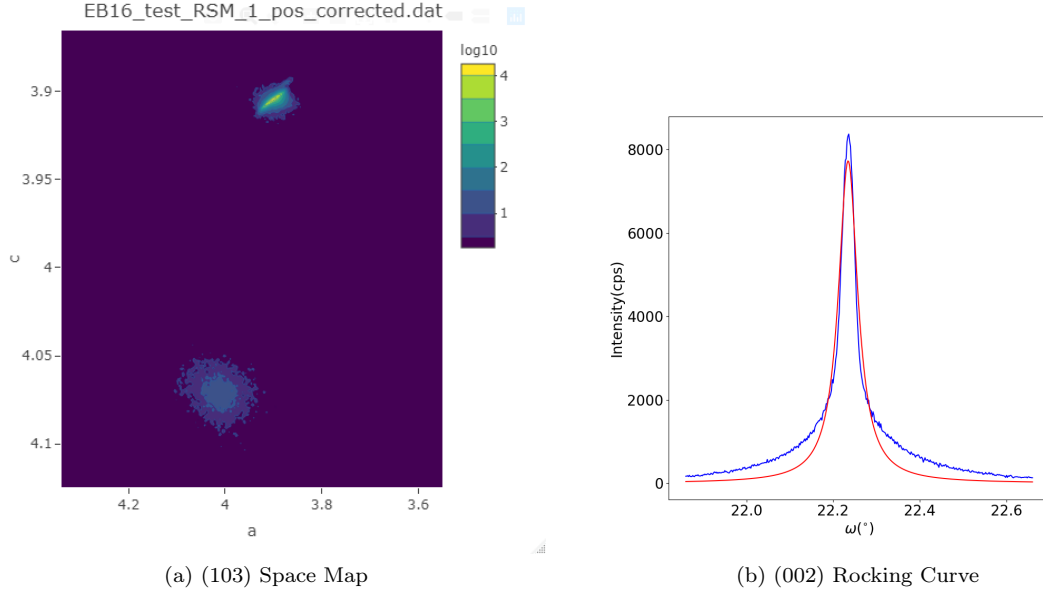 EB16_test_RSM_1_pos_corrected.dat
log10
4
3
2
1
3.9
3.95
4
4.05
4.1
c
4.2
4
3.8
3.6
a
(a) (103) Space Map
8000
6000
4000
2000
0
Intensity(cps)
22.0
22.2
22.4
22.6
ω(°)
(b) (002) Rocking Curve